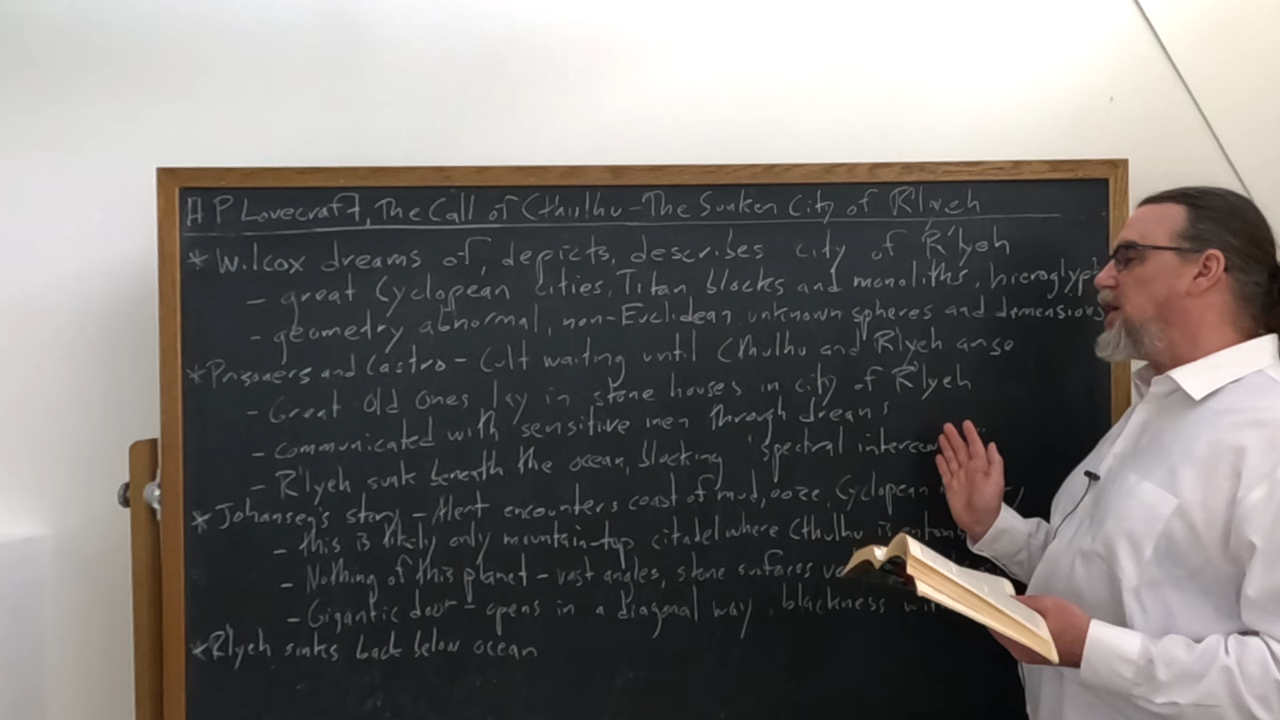 H P Lovecraft, The Call of Cthulhu - The Sunken City of R'lyeh
* Wilcox dreams of, depicts, describes city of R'lyeh
- great Cyclopean cities, Titan blocks and monoliths, hieroglyph
- geometry abnormal, non-Euclidean unknown spheres and dimensions
* Prisoners and Castro - Cult waiting until Cthulhu and R'lyeh arise
- Great Old Ones lay in stone houses in city of R'lyeh
- communicated with sensitive men through dreams
- R'lyeh sunk beneath the ocean, blocking "spectral
* Johansen's story - Alert encounters coast of mud, ooze, Cyclopean
- this is likely only mountain-top citadel where Cthulhu is
- Nothing of this planet - vast angles, stone surfaces
- Gigantic door - opens in a diagonal way, blackness
* R'lyeh sinks back below ocean